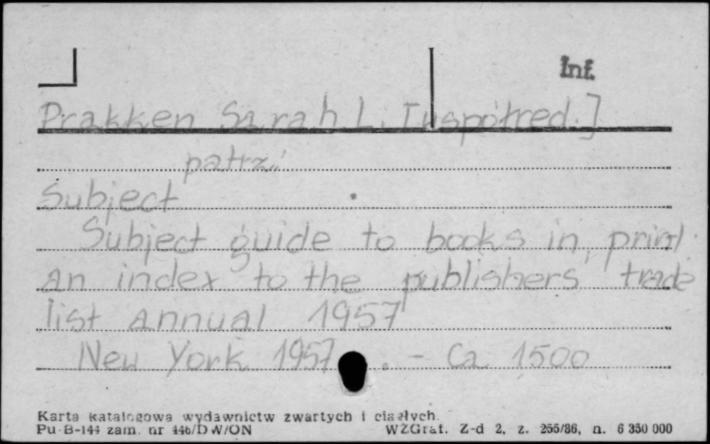 Inf.
Prakken Sarah L. [współred.]
patrz:
Subject
Subject guide to books in print
an index to the publishers trade
list annual 1957
New York 1957 . - Ca 1500
Karta katalogowa wydawnictw zwartych i ciągłych.
Pu-B-144 zam. nr 446/DW/ON WZGraf. Z-d 2, z. 255/86, n. 6 350 000